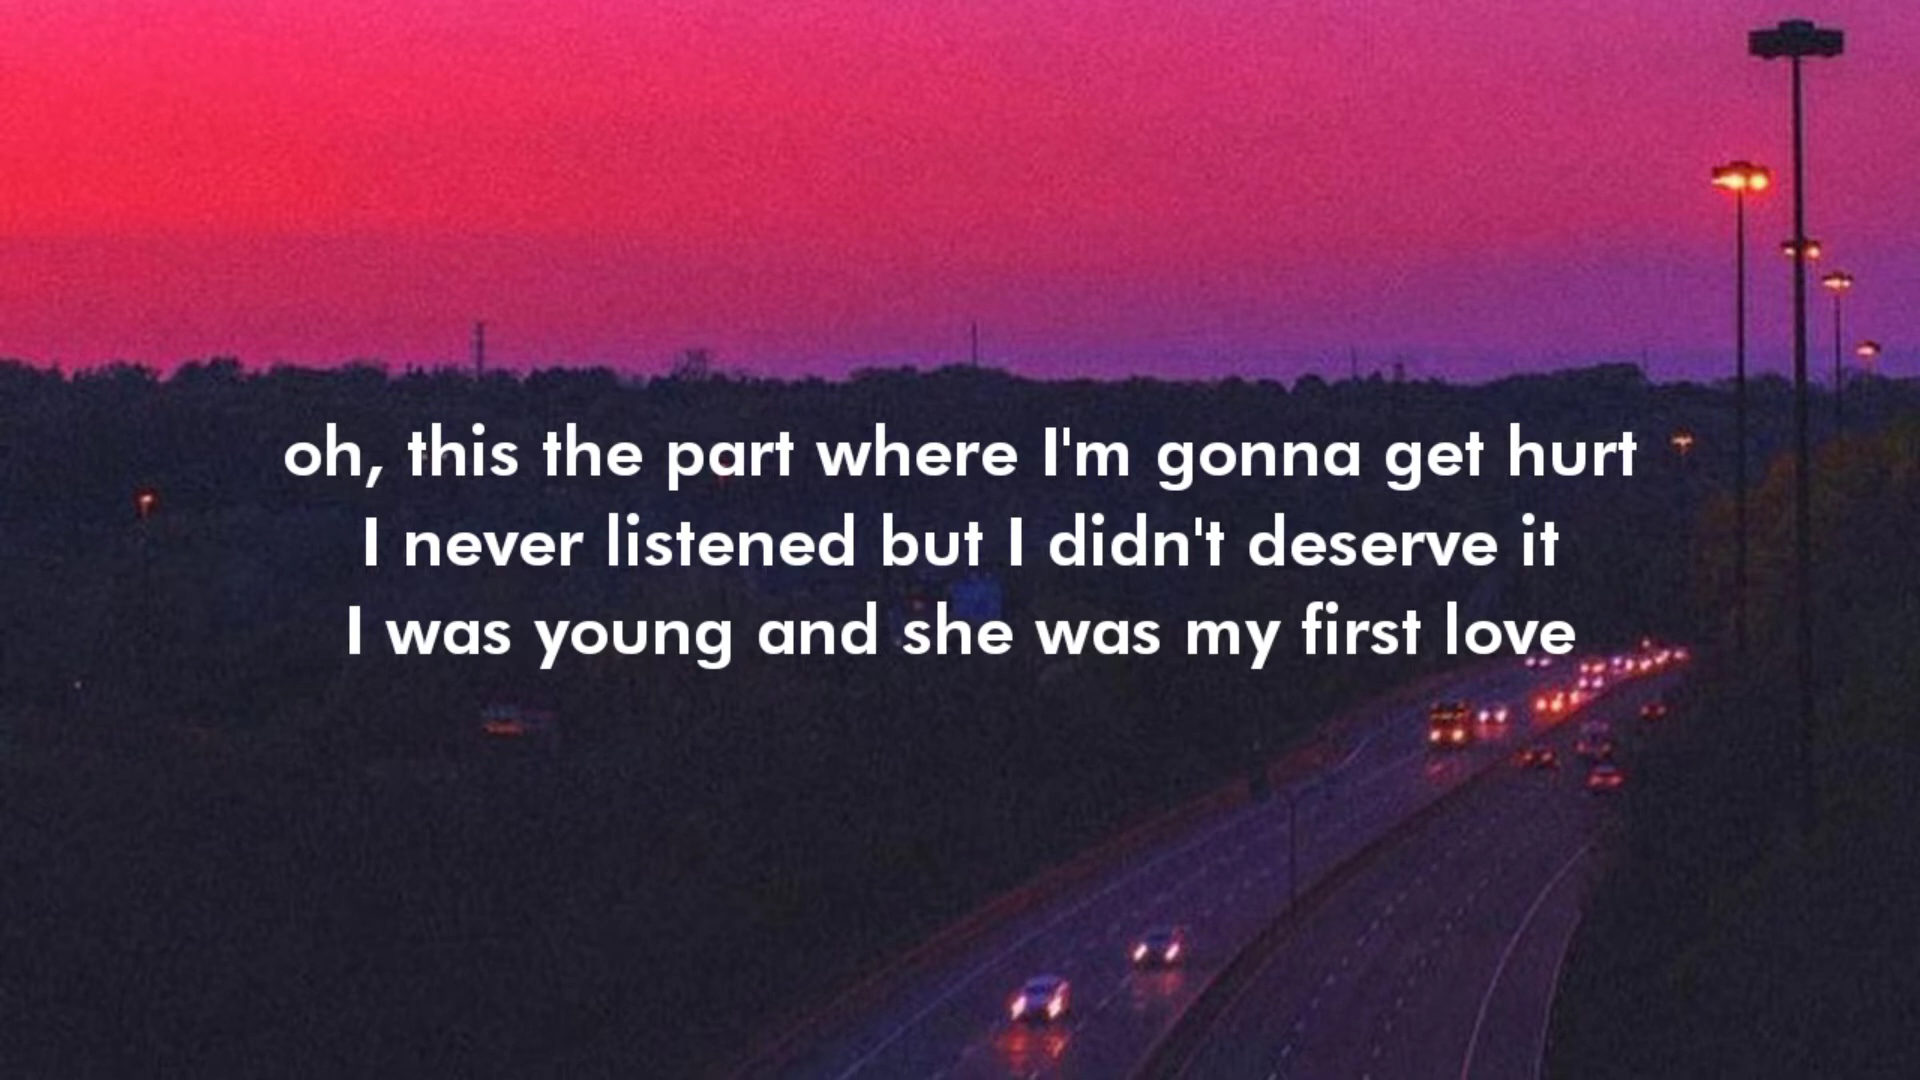 oh, this the part where I'm gonna get hurt
I never listened but I didn't deserve it
I was young and she was my first love